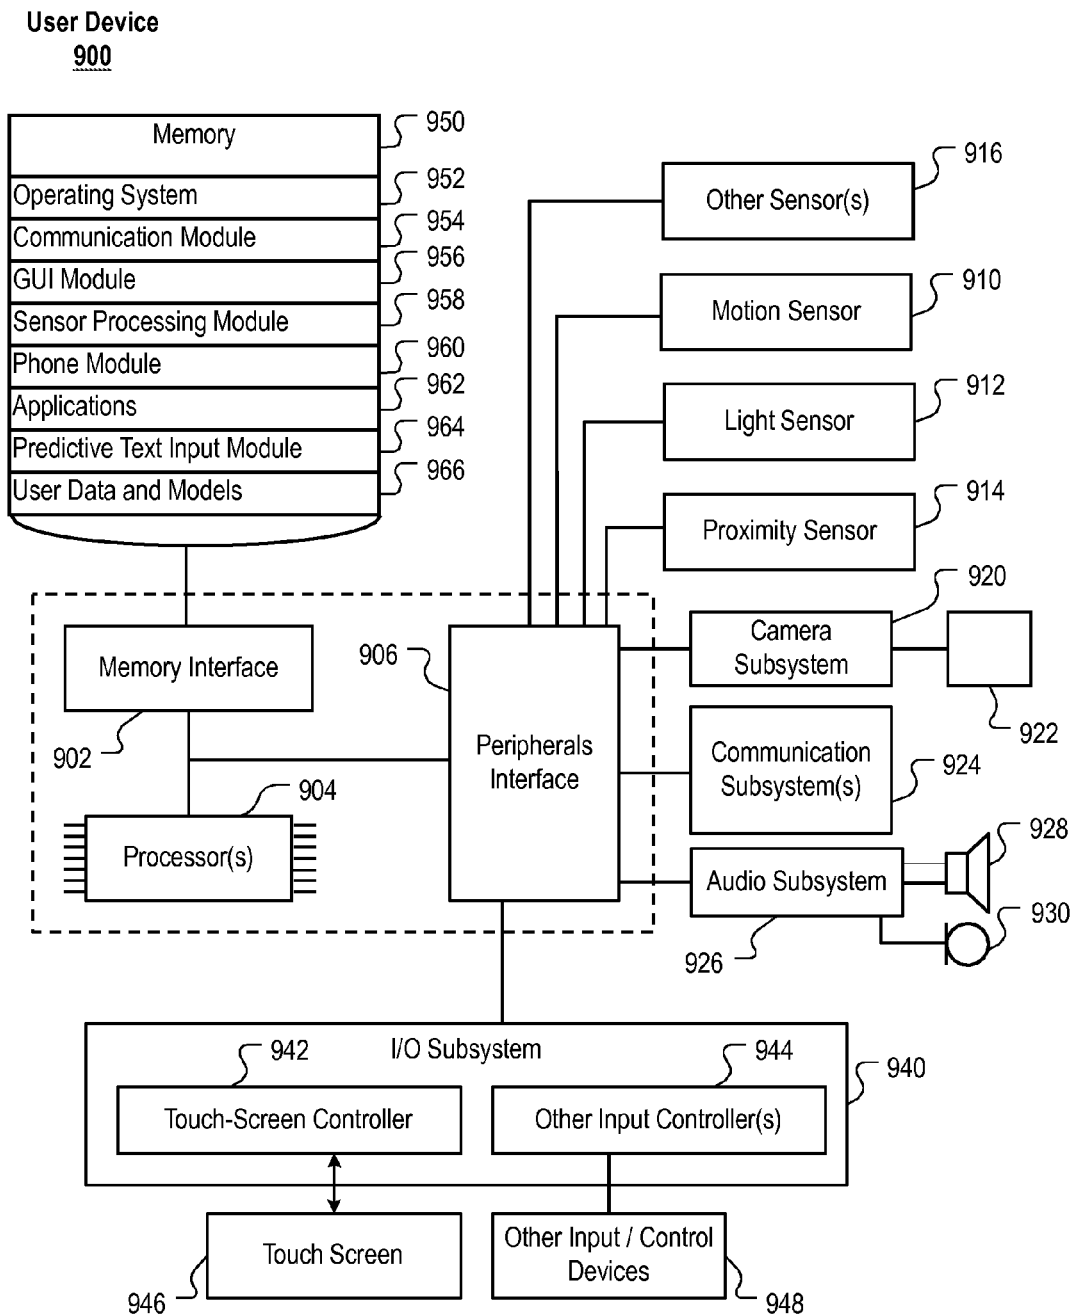 User Device
900
Memory
950
Operating System
952
Communication Module
954
GUI Module
956
Sensor Processing Module
958
Phone Module
960
Applications
962
Predictive Text Input Module
964
User Data and Models
966
Other Sensor(s)
916
Motion Sensor
910
Light Sensor
912
Proximity Sensor
914
Memory Interface
902
904
Processor(s)
906
Peripherals
Interface
920
Camera
Subsystem
922
Communication
Subsystem(s)
924
Audio Subsystem
926
928
930
I/O Subsystem
940
942
Touch-Screen Controller
944
Other Input Controller(s)
Touch Screen
946
Other Input / Control
Devices
948